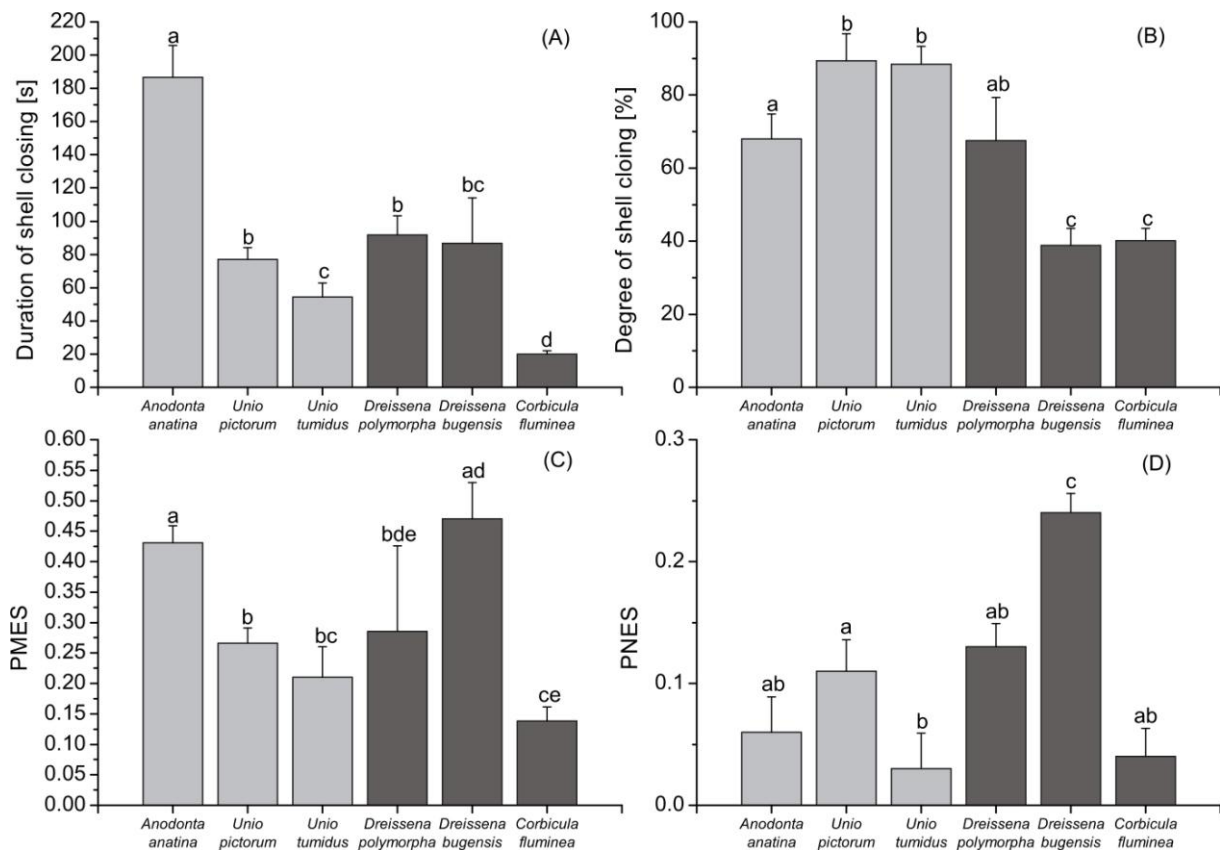 (A)
Duration of shell closing [s]
220
200
180
160
140
120
100
80
60
40
20
0
a
b
c
b
bc
d
Anodonta
anatina
Unio
pictorum
Unio
tumidus
Dreissena
polymorpha
Dreissena
bugensis
Corbicula
fluminea
(B)
Degree of shell cloing [%]
100
80
60
40
20
0
a
b
b
ab
c
c
Anodonta
anatina
Unio
pictorum
Unio
tumidus
Dreissena
polymorpha
Dreissena
bugensis
Corbicula
fluminea
(C)
PMES
0.60
0.55
0.50
0.45
0.40
0.35
0.30
0.25
0.20
0.15
0.10
0.05
0.00
a
b
bc
bde
ad
ce
Anodonta
anatina
Unio
pictorum
Unio
tumidus
Dreissena
polymorpha
Dreissena
bugensis
Corbicula
fluminea
(D)
PNES
0.3
0.2
0.1
0.0
ab
a
b
ab
c
ab
Anodonta
anatina
Unio
pictorum
Unio
tumidus
Dreissena
polymorpha
Dreissena
bugensis
Corbicula
fluminea